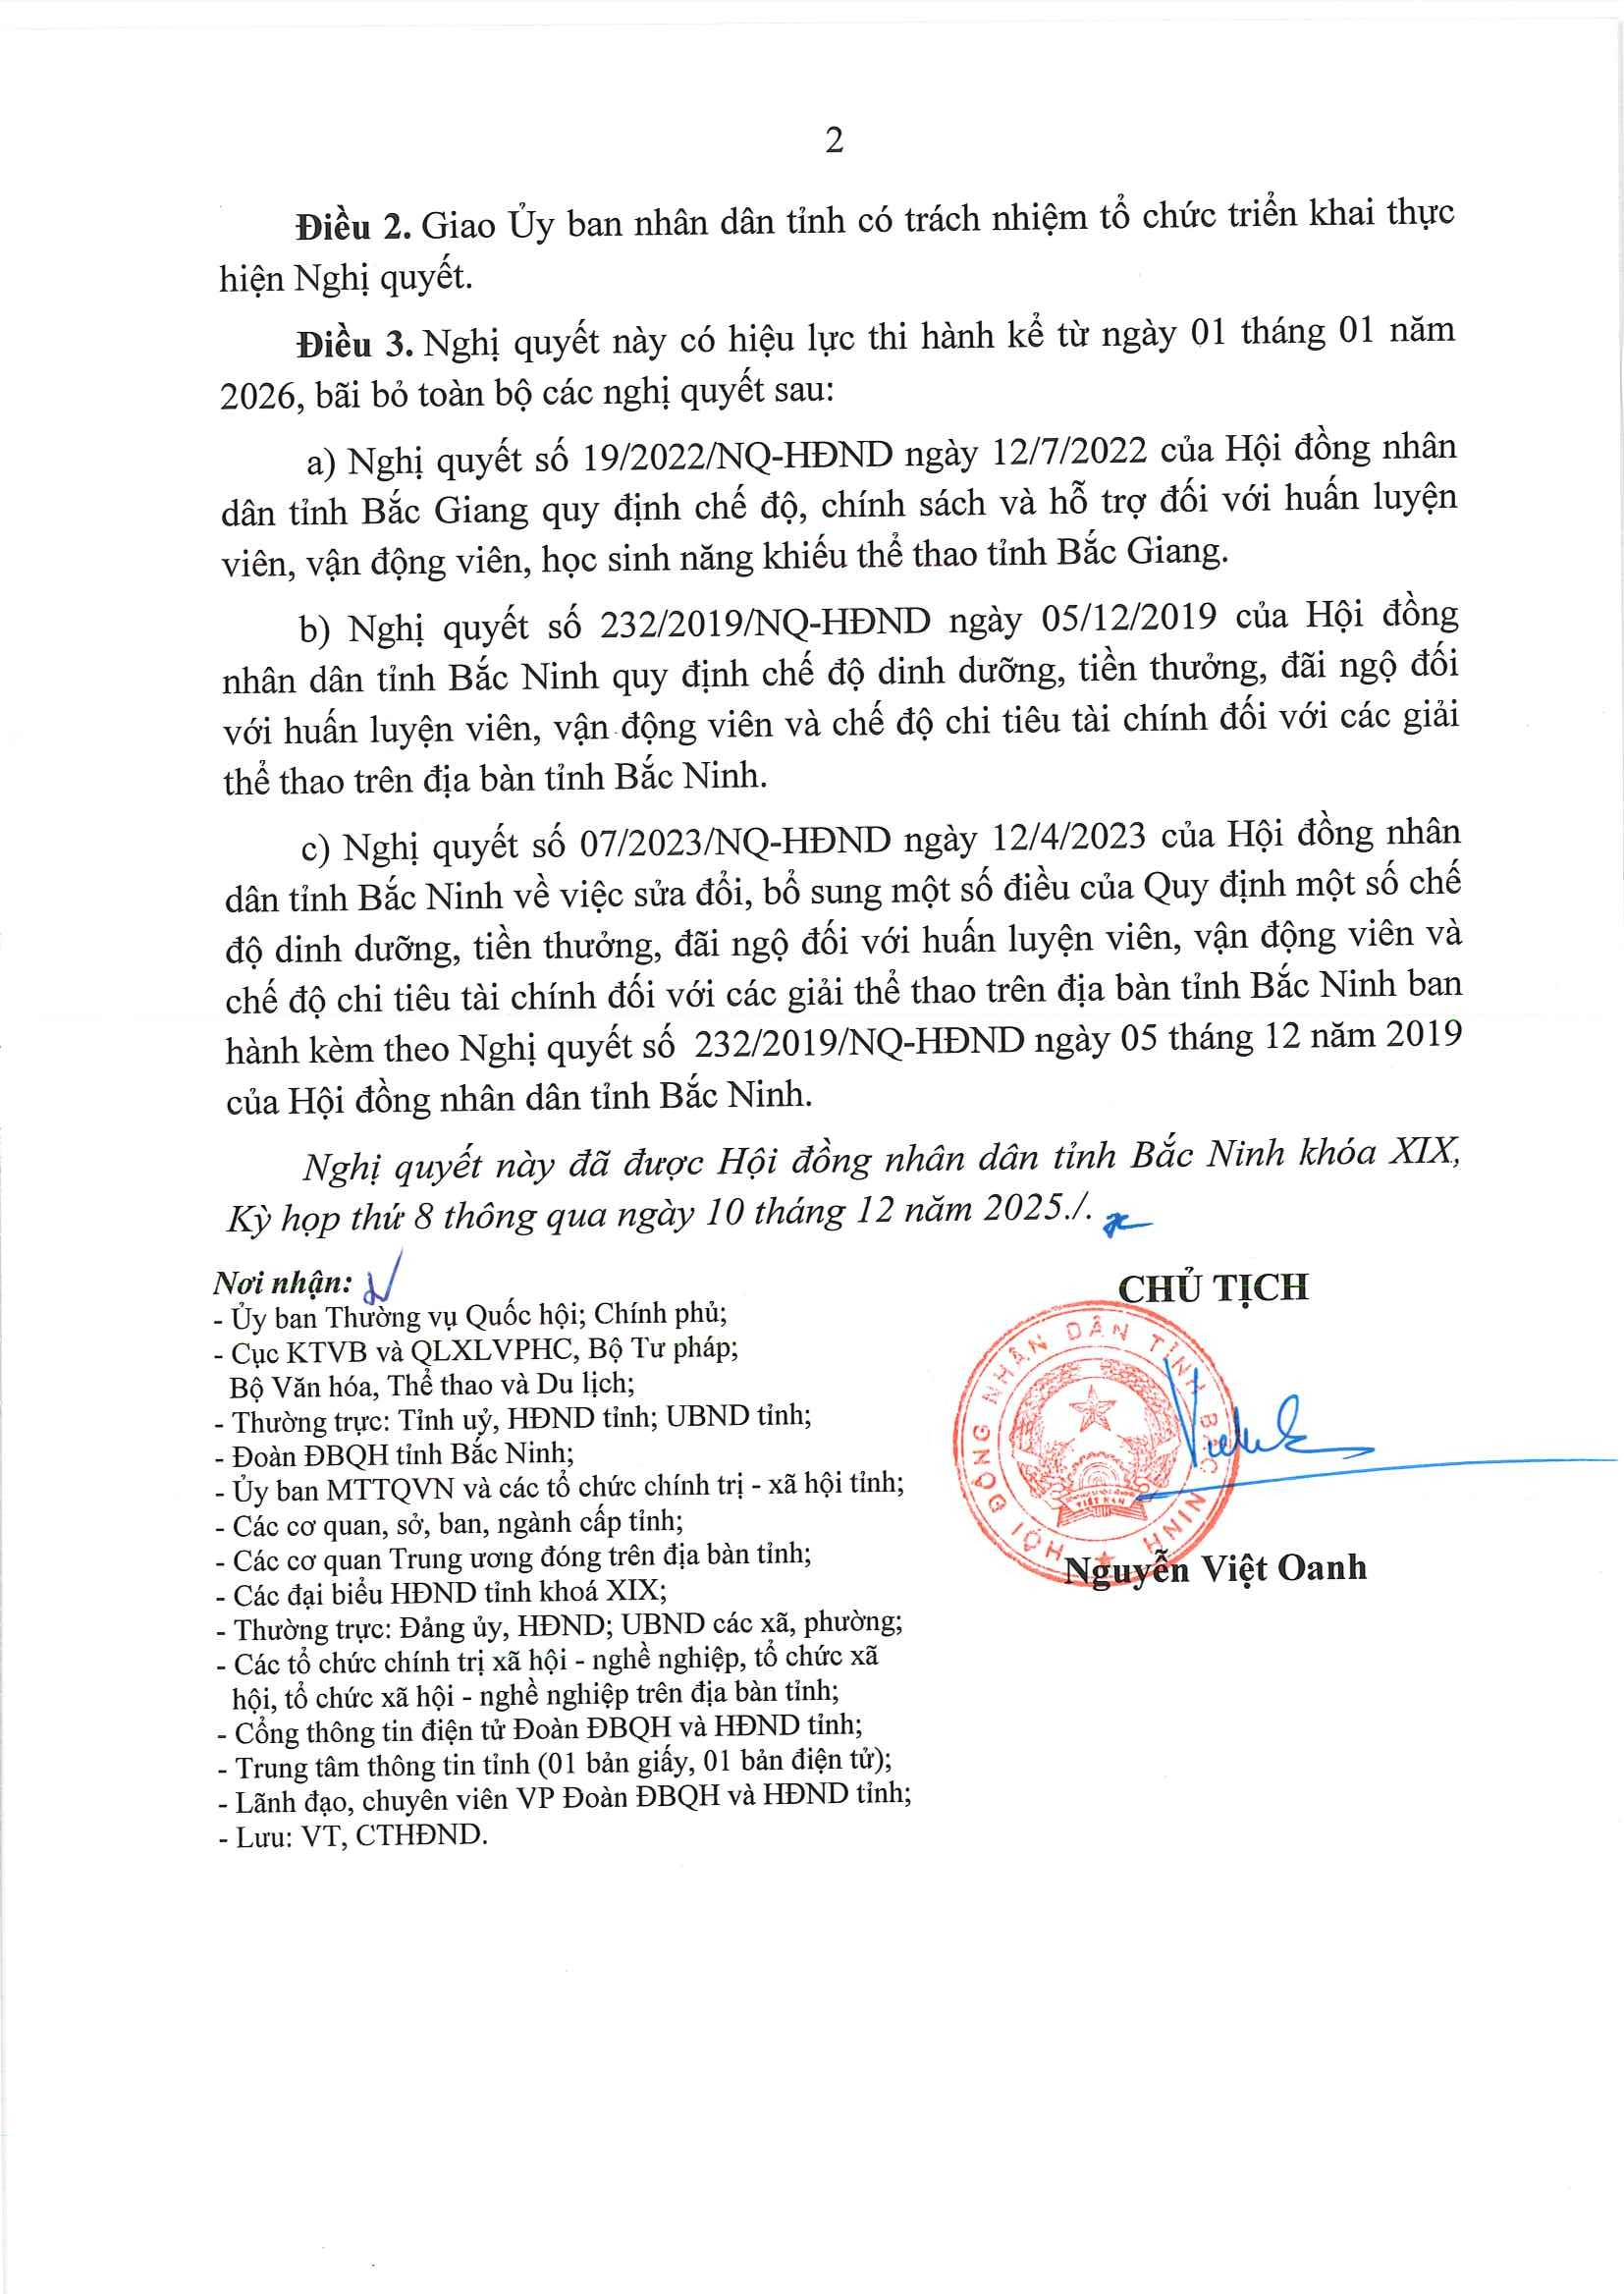 2
Điều 2. Giao Ủy ban nhân dân tỉnh có trách nhiệm tổ chức triển khai thực
hiện Nghị quyết.
Điều 3. Nghị quyết này có hiệu lực thi hành kể từ ngày 01 tháng 01 năm
2026, bãi bỏ toàn bộ các nghị quyết sau:
a) Nghị quyết số 19/2022/NQ-HĐND ngày 12/7/2022 của Hội đồng nhân
dân tỉnh Bắc Giang quy định chế độ, chính sách và hỗ trợ đối với huấn luyện
viên, vận động viên, học sinh năng khiếu thể thao tỉnh Bắc Giang.
b) Nghị quyết số 232/2019/NQ-HĐND ngày 05/12/2019 của Hội đồng
nhân dân tỉnh Bắc Ninh quy định chế độ dinh dưỡng, tiền thưởng, đãi ngộ đối
với huấn luyện viên, vận động viên và chế độ chi tiêu tài chính đối với các giải
thể thao trên địa bàn tỉnh Bắc Ninh.
c) Nghị quyết số 07/2023/NQ-HĐND ngày 12/4/2023 của Hội đồng nhân
dân tỉnh Bắc Ninh về việc sửa đổi, bổ sung một số điều của Quy định một số chế
độ dinh dưỡng, tiền thưởng, đãi ngộ đối với huấn luyện viên, vận động viên và
chế độ chi tiêu tài chính đối với các giải thể thao trên địa bàn tỉnh Bắc Ninh ban
hành kèm theo Nghị quyết số 232/2019/NQ-HĐND ngày 05 tháng 12 năm 2019
của Hội đồng nhân dân tỉnh Bắc Ninh.
Nghị quyết này đã được Hội đồng nhân dân tỉnh Bắc Ninh khóa XIX,
Kỳ họp thứ 8 thông qua ngày 10 tháng 12 năm 2025./.
Nơi nhận:
- Ủy ban Thường vụ Quốc hội; Chính phủ;
- Cục KTVB và QLXLVPHC, Bộ Tư pháp;
Bộ Văn hóa, Thể thao và Du lịch;
- Thường trực: Tỉnh uỷ, HĐND tỉnh; UBND tỉnh;
- Đoàn ĐBQH tỉnh Bắc Ninh;
- Ủy ban MTTQVN và các tổ chức chính trị - xã hội tỉnh;
- Các cơ quan, sở, ban, ngành cấp tỉnh;
- Các cơ quan Trung ương đóng trên địa bàn tỉnh;
- Các đại biểu HĐND tỉnh khoá XIX;
- Thường trực: Đảng ủy, HĐND; UBND các xã, phường;
- Các tổ chức chính trị xã hội - nghề nghiệp, tổ chức xã
hội, tổ chức xã hội - nghề nghiệp trên địa bàn tỉnh;
- Cổng thông tin điện tử Đoàn ĐBQH và HĐND tỉnh;
- Trung tâm thông tin tỉnh (01 bản giấy, 01 bản điện tử);
- Lãnh đạo, chuyên viên VP Đoàn ĐBQH và HĐND tỉnh;
- Lưu: VT, CTHĐND.
CHỦ TỊCH
HỘI ĐỒNG NHÂN DÂN TỈNH BẮC NINH
VIỆT NAM
Nguyễn Việt Oanh